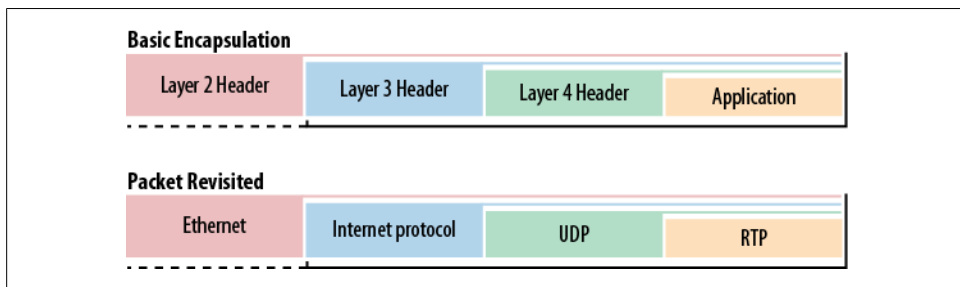 Basic Encapsulation
Layer 2 Header
Layer 3 Header
Layer 4 Header
Application
Packet Revisited
Ethernet
Internet protocol
UDP
RTP